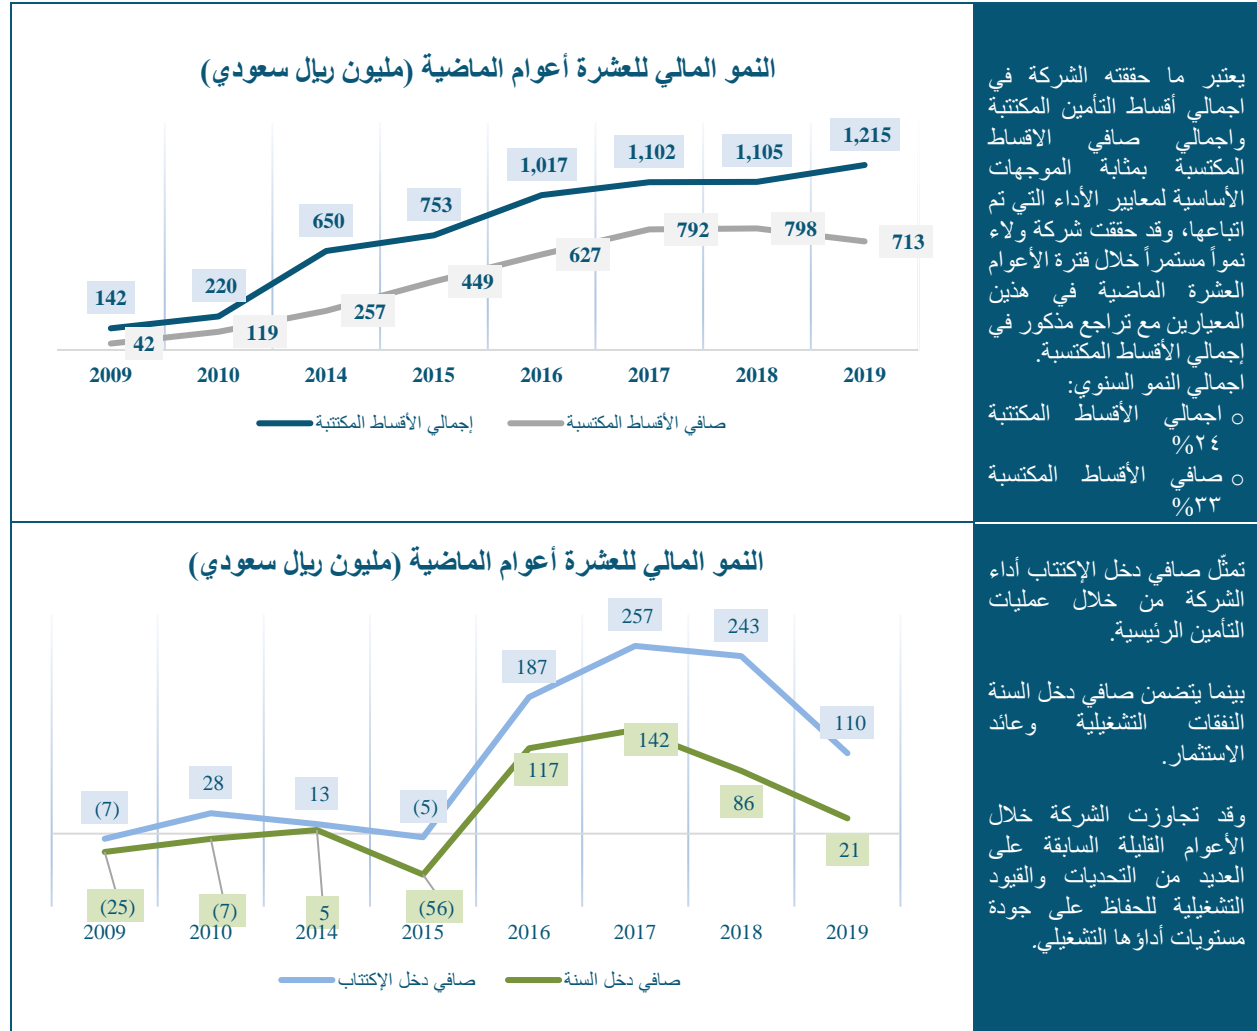 النمو المالي للعشرة أعوام الماضية (مليون ريال سعودي)
1,215
1,105
1,102
1,017
753
650
220
142
713
798
792
627
449
257
119
42
2009 2010 2014 2015 2016 2017 2018 2019
إجمالي الأقساط المكتتبة
صافي الأقساط المكتسبة
يعتبر ما حققته الشركة في
اجمالي أقساط التأمين المكتتبة
واجمالي صافي الاقساط
المكتسبة بمثابة الموجهات
الأساسية لمعايير الأداء التي تم
اتباعها، وقد حققت شركة ولاء
نمواً مستمراً خلال فترة الأعوام
العشرة الماضية في هذين
المعيارين مع تراجع مذكور في
إجمالي الأقساط المكتسبة.
اجمالي النمو السنوي:
○ اجمالي الأقساط المكتتبة
٢٤%
○ صافي الأقساط المكتسبة
٣٣%
النمو المالي للعشرة أعوام الماضية (مليون ريال سعودي)
257
243
187
110
28
13
(7)
(5)
142
117
86
21
(25)
(7)
5
(56)
2009 2010 2014 2015 2016 2017 2018 2019
صافي دخل الإكتتاب
صافي دخل السنة
تمثّل صافي دخل الإكتتاب أداء
الشركة من خلال عمليات
التأمين الرئيسية.
بينما يتضمن صافي دخل السنة
النفقات التشغيلية وعائد
الاستثمار.
وقد تجاوزت الشركة خلال
الأعوام القليلة السابقة على
العديد من التحديات والقيود
التشغيلية للحفاظ على جودة
مستويات أداؤها التشغيلي.